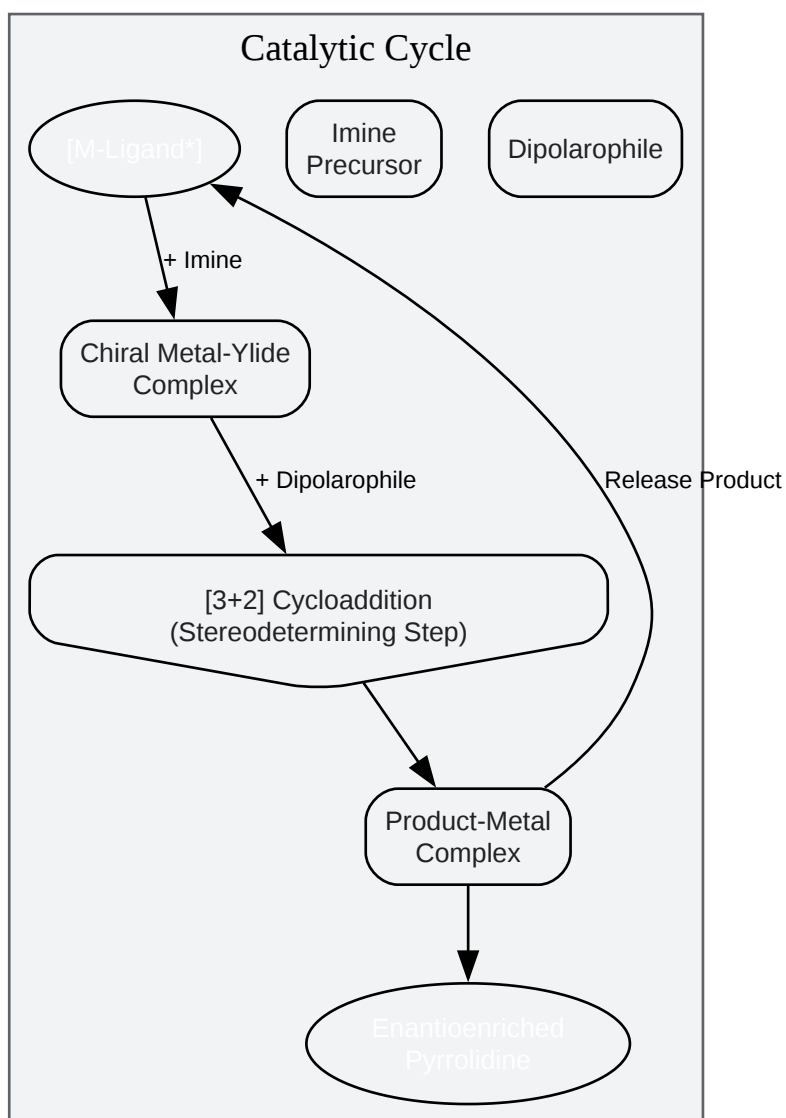 Catalytic Cycle
[M-Ligand*]
Imine
Precursor
Dipolarophile
+ Imine
Chiral Metal-Ylide
Complex
+ Dipolarophile
Release Product
[3+2] Cycloaddition
(Stereodetermining Step)
Product-Metal
Complex
Enantioenriched
Pyrrolidine